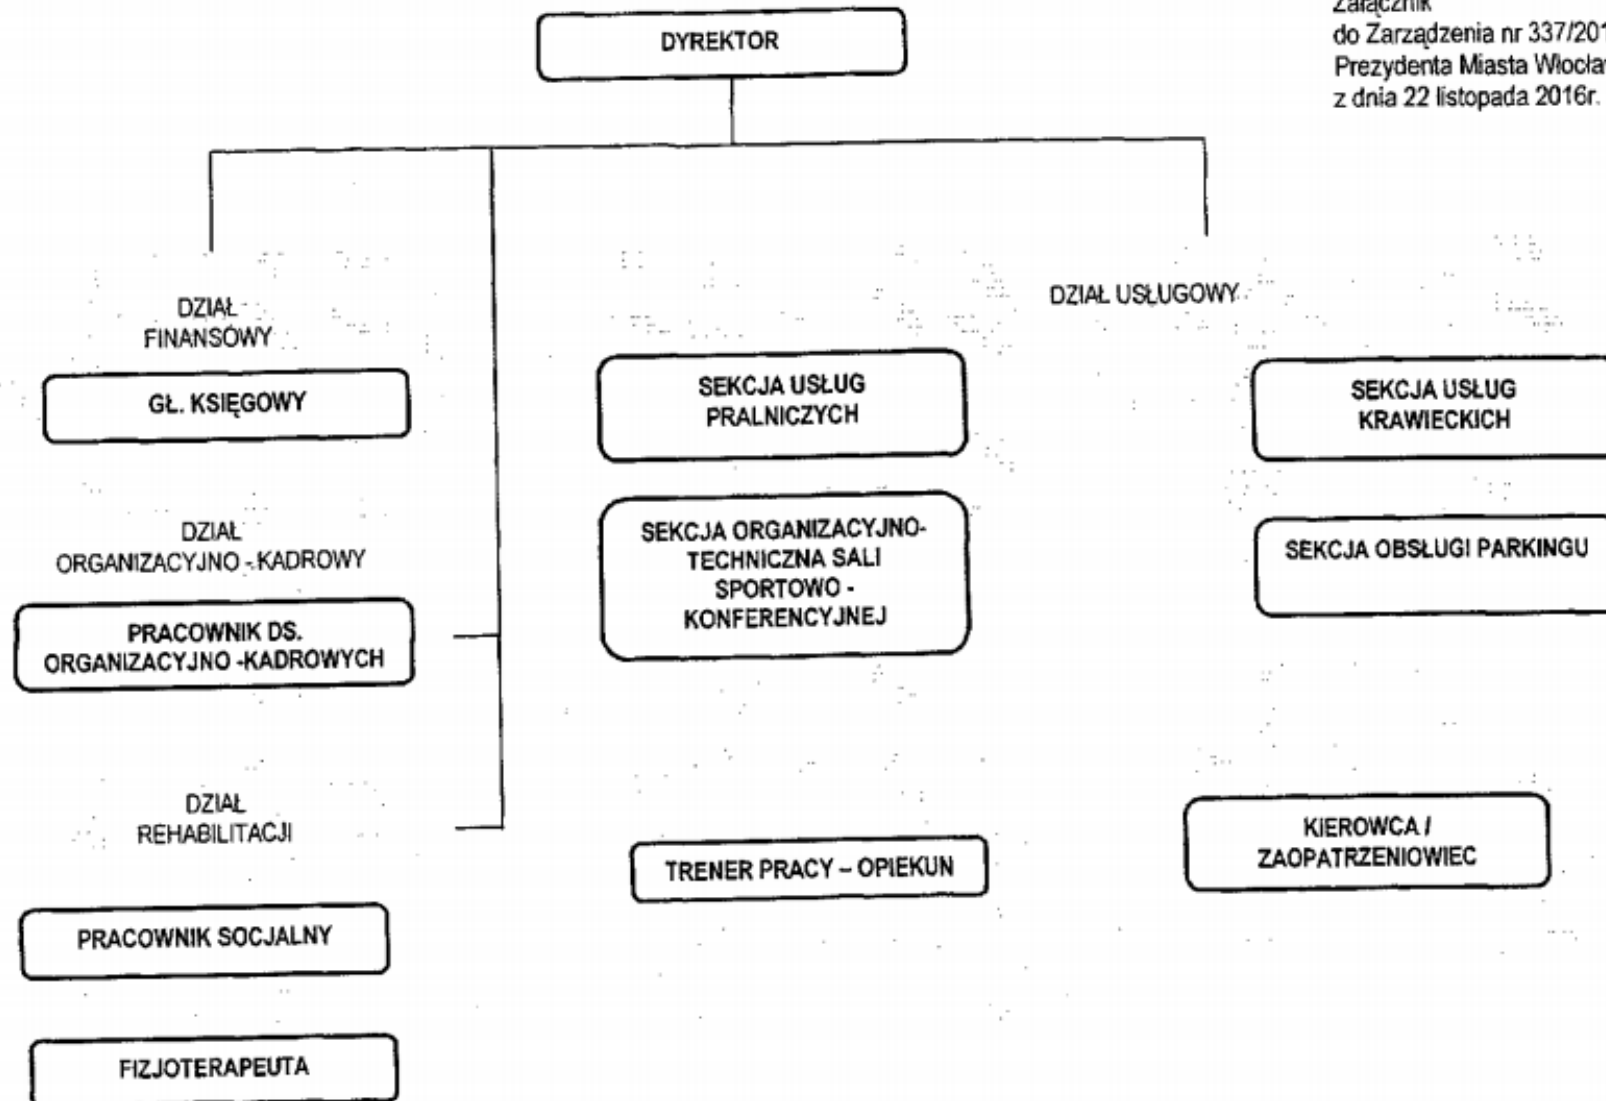 Załącznik
do Zarządzenia nr 337/201
Prezydenta Miasta Włocła
z dnia 22 listopada 2016r.
DYREKTOR
DZIAŁ
FINANSOWY
GŁ. KSIĘGOWY
DZIAŁ
ORGANIZACYJNO - KADROWY
PRACOWNIK DS.
ORGANIZACYJNO -KADROWYCH
DZIAŁ
REHABILITACJI
PRACOWNIK SOCJALNY
FIZJOTERAPEUTA
DZIAŁ USŁUGOWY
SEKCJA USŁUG
PRALNICZYCH
SEKCJA USŁUG
KRAWIECKICH
SEKCJA ORGANIZACYJNO-
TECHNICZNA SALI
SPORTOWO -
KONFERENCYJNEJ
SEKCJA OBSŁUGI PARKINGU
TRENER PRACY – OPIEKUN
KIEROWCA /
ZAOPATRZENIOWIEC